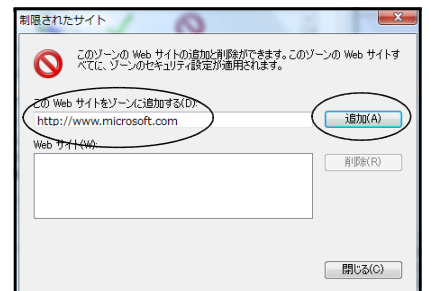 制限されたサイト
このゾーンの Web サイトの追加と削除ができます。このゾーンの Web サイトす
べてに、ゾーンのセキュリティ設定が適用されます。
この Web サイトをゾーンに追加する(D):
http://www.microsoft.com
追加(A)
Web サイト(W):
削除(R)
閉じる(C)